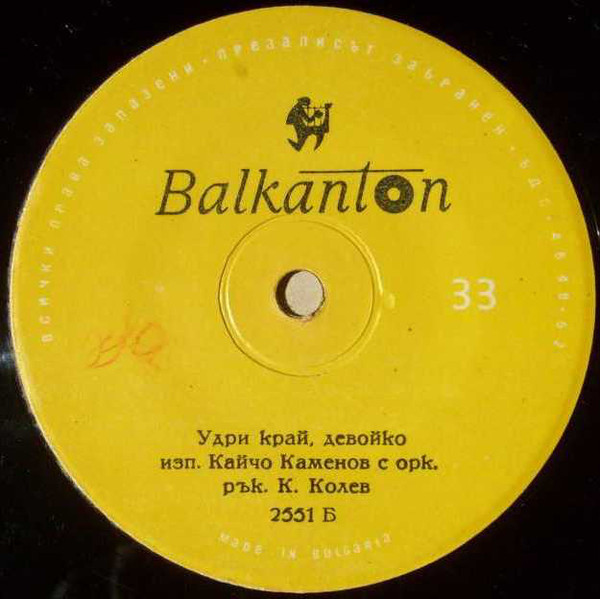 ВСИЧКИ ПРАВА ЗАПАЗЕНИ · ПРЕЗАПИСЪТ ЗАБРАНЕН · БДС
Balkanton
33
Удри край, девойко
изп. Кайчо Каменов с орк.
рък. К. Колев
2551 Б
MADE IN BULGARIA